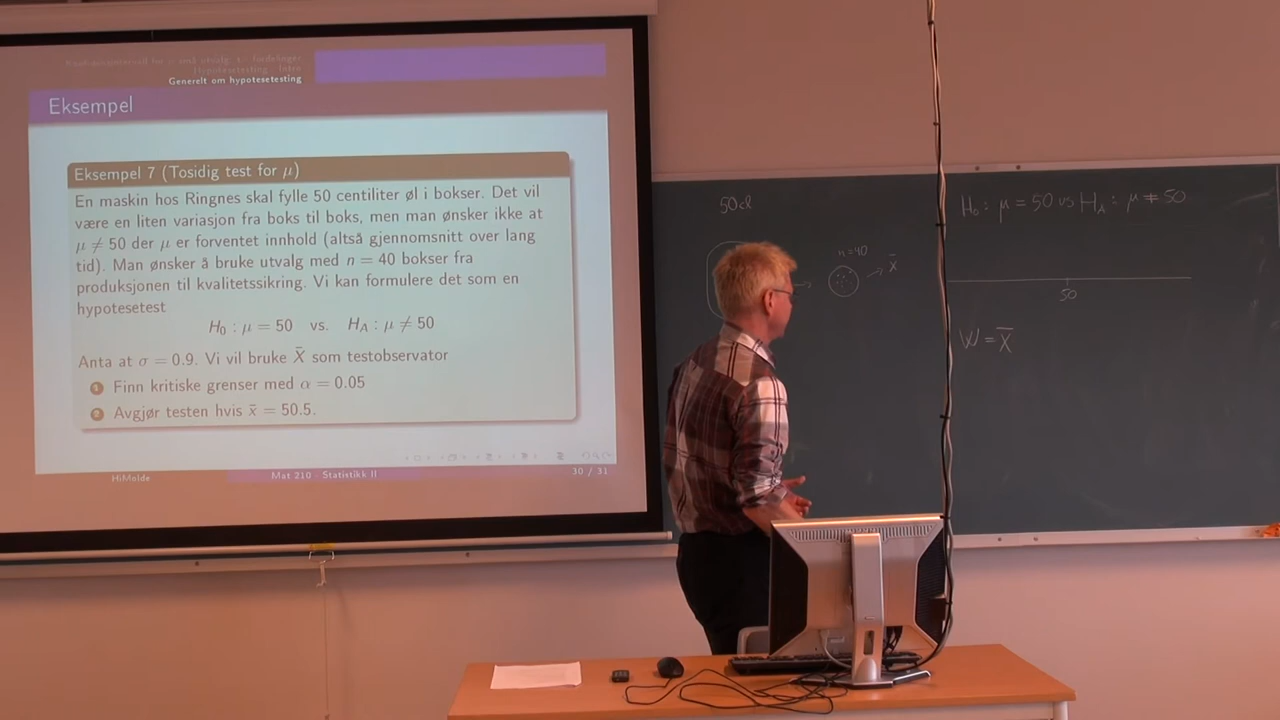 Generelt om hypotesetesting
Eksempel
Eksempel 7 (Tosidig test for μ)
En maskin hos Ringnes skal fylle 50 centiliter øl i bokser. Det vil
være en liten variasjon fra boks til boks, men man ønsker ikke at
μ ≠ 50 der μ er forventet innhold (altså gjennomsnitt over lang
tid). Man ønsker å bruke utvalg med n = 40 bokser fra
produksjonen til kvalitetssikring. Vi kan formulere det som en
hypotesetest
H₀ : μ = 50 vs. H_A : μ ≠ 50
Anta at σ = 0.9. Vi vil bruke X̄ som testobservator
1 Finn kritiske grenser med α = 0.05
2 Avgjør testen hvis x̄ = 50.5.
HiMolde
Mat 210 - Statistikk II
30 / 31
50cl
n=40
x̄
H₀ : μ = 50 vs H_A : μ ≠ 50
50
W = X̄